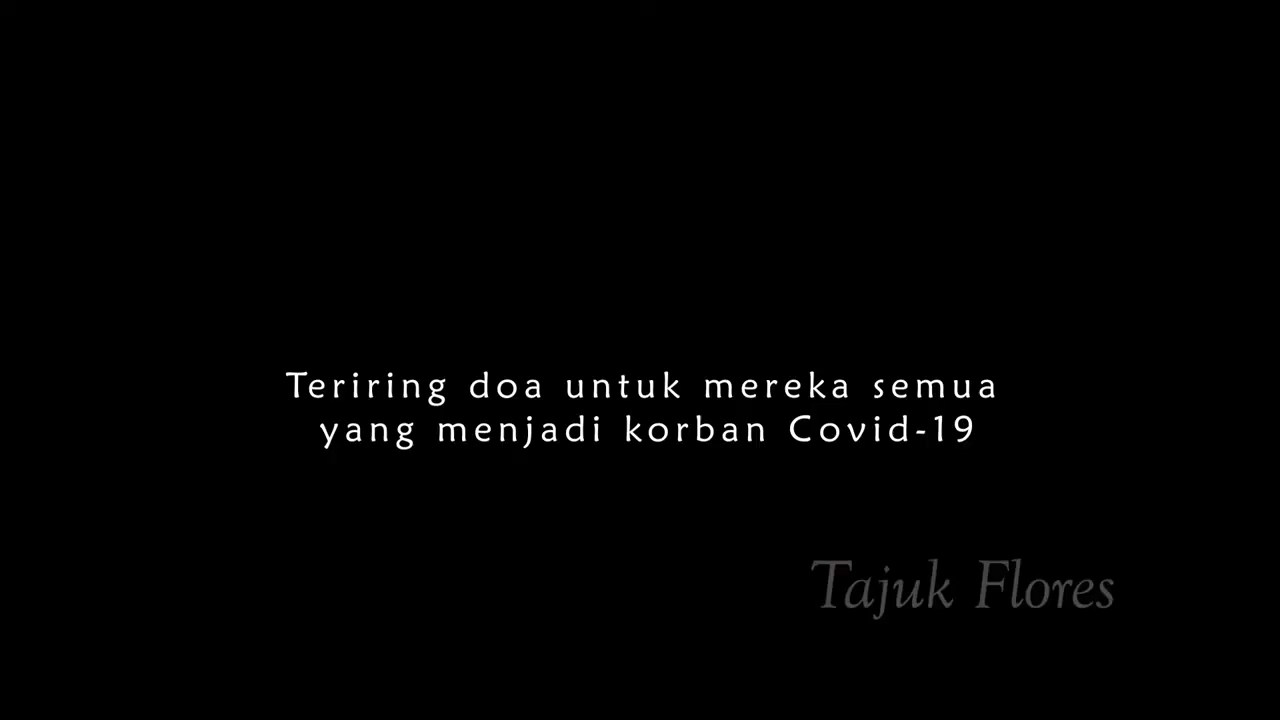 Teriring doa untuk mereka semua
yang menjadi korban Covid-19
Tajuk Flores